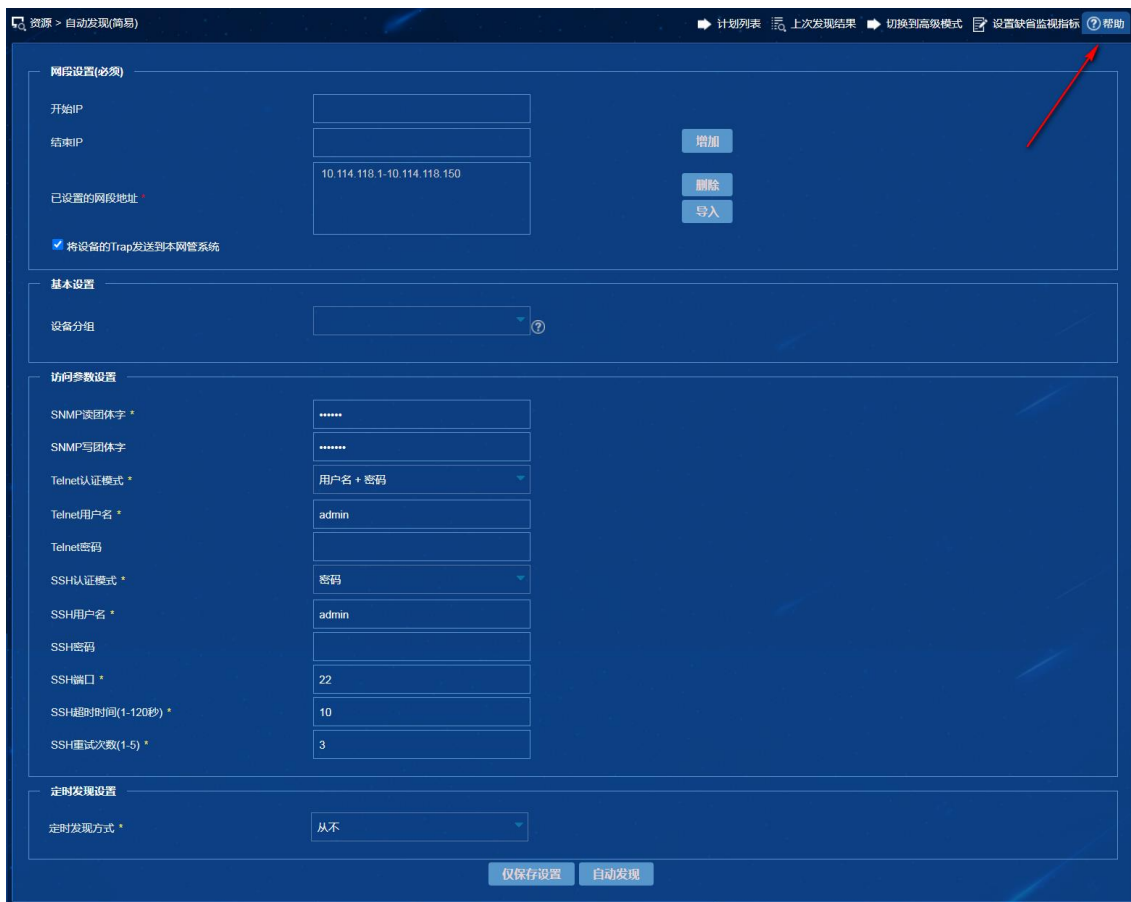 资源 > 自动发现(简易) 计划列表 上次发现结果 切换到高级模式 设置缺省监视指标 帮助
网段设置(必须)
开始IP
结束IP 增加
已设置的网段地址 * 10.114.118.1-10.114.118.150 删除
导入
将设备的Trap发送到本网管系统
基本设置
设备分组
访问参数设置
SNMP读团体字 * ••••••
SNMP写团体字 •••••••
Telnet认证模式 * 用户名 + 密码
Telnet用户名 * admin
Telnet密码
SSH认证模式 * 密码
SSH用户名 * admin
SSH密码
SSH端口 * 22
SSH超时时间(1-120秒) * 10
SSH重试次数(1-5) * 3
定时发现设置
定时发现方式 * 从不
仅保存设置 自动发现